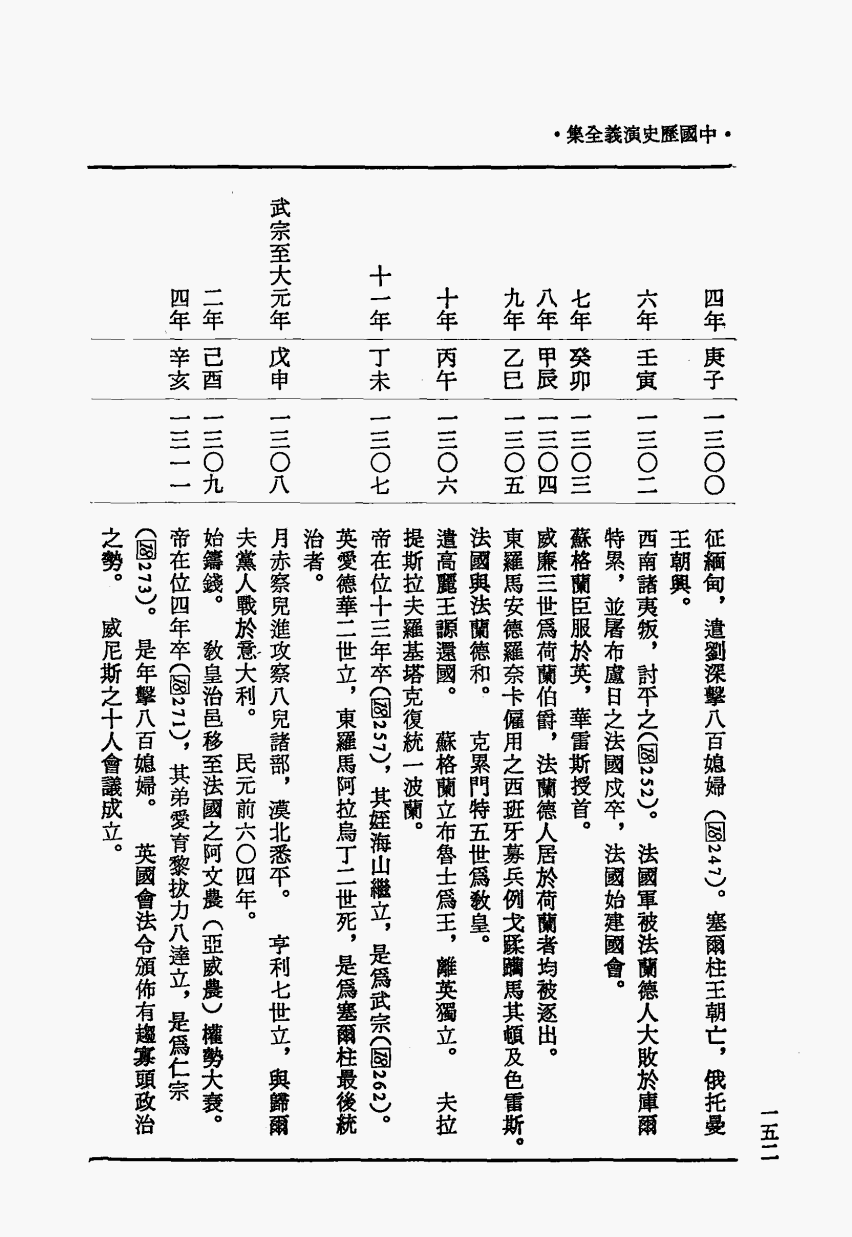 •中國歷史演義全集•
四年 庚子 一三〇〇 征緬甸，遣劉深擊八百媳婦（圖247）。塞爾柱王朝亡，俄托曼
王朝興。
六年 壬寅 一三〇二 西南諸夷叛，討平之（圖252）。 法國軍被法蘭德人大敗於庫爾
特累，並屠布盧日之法國戍卒，法國始建國會。
七年 癸卯 一三〇三 蘇格蘭臣服於英，華雷斯授首。
八年 甲辰 一三〇四 威廉三世爲荷蘭伯爵，法蘭德人居於荷蘭者均被逐出。
九年 乙巳 一三〇五 東羅馬安德羅奈卡僱用之西班牙募兵例戈蹂躪馬其頓及色雷斯。
法國與法蘭德和。 克累門特五世爲敎皇。
十年 丙午 一三〇六 遣高麗王謜還國。 蘇格蘭立布魯士爲王，離英獨立。 夫拉
提斯拉夫羅基塔克復統一波蘭。
十一年 丁未 一三〇七 帝在位十三年卒（圖257），其姪海山繼立，是爲武宗（圖262）。
英愛德華二世立，東羅馬阿拉烏丁二世死，是爲塞爾柱最後統
治者。
武宗至大元年 戊申 一三〇八 月赤察兒進攻察八兒諸部，漠北悉平。 亨利七世立，與歸爾
夫黨人戰於意大利。 民元前六〇四年。
二年 己酉 一三〇九 始鑄錢。 敎皇治邑移至法國之阿文農（亞威農）權勢大衰。
四年 辛亥 一三一一 帝在位四年卒（圖271），其弟愛育黎拔力八達立，是爲仁宗
（圖273）。 是年擊八百媳婦。 英國會法令頒佈有趨寡頭政治
之勢。 威尼斯之十人會議成立。
一五二